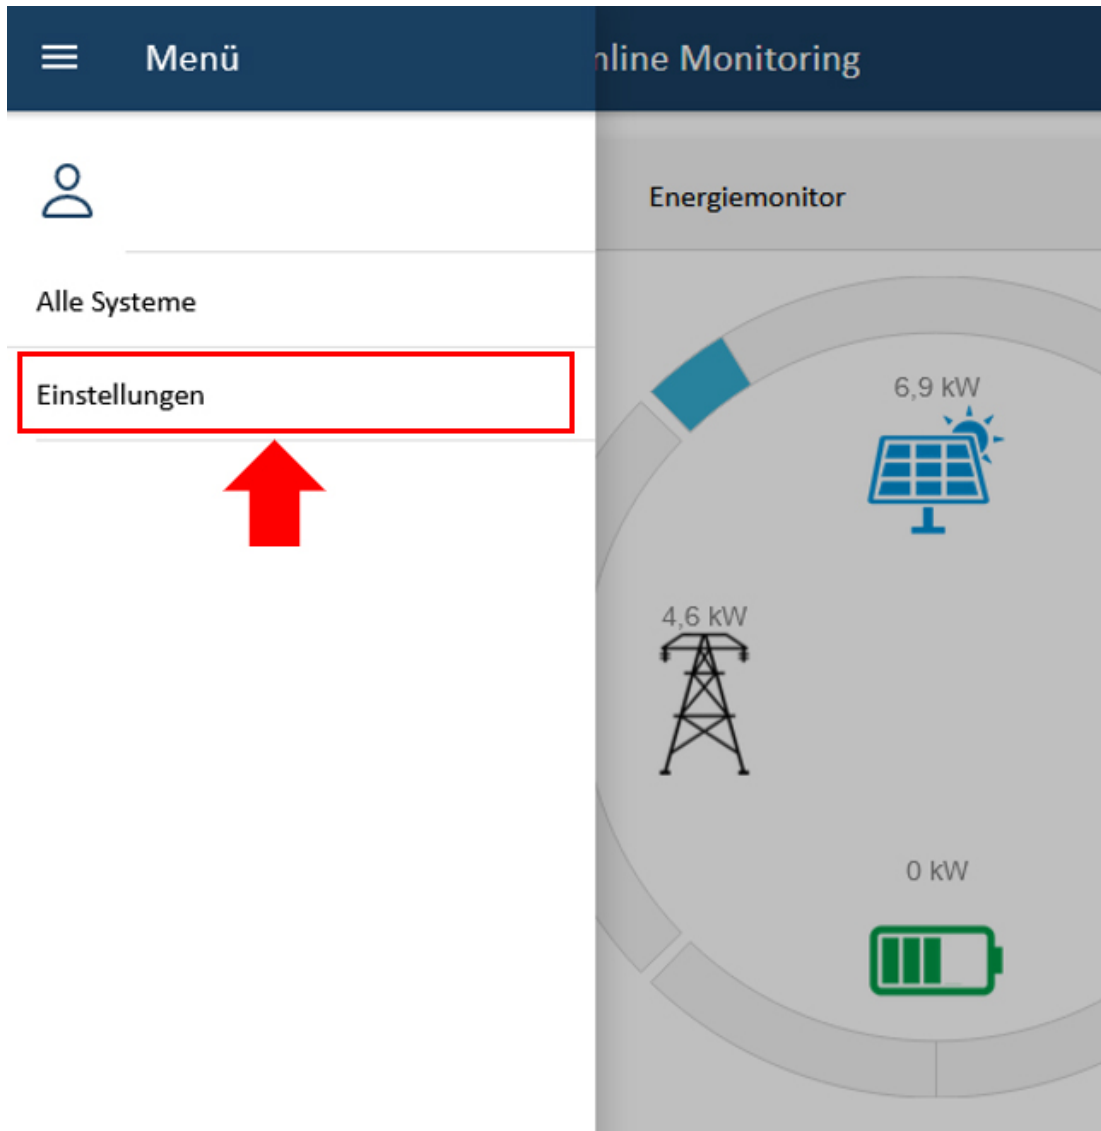 Menü
nline Monitoring
Energiemonitor
Alle Systeme
Einstellungen
6,9 kW
4,6 kW
0 kW